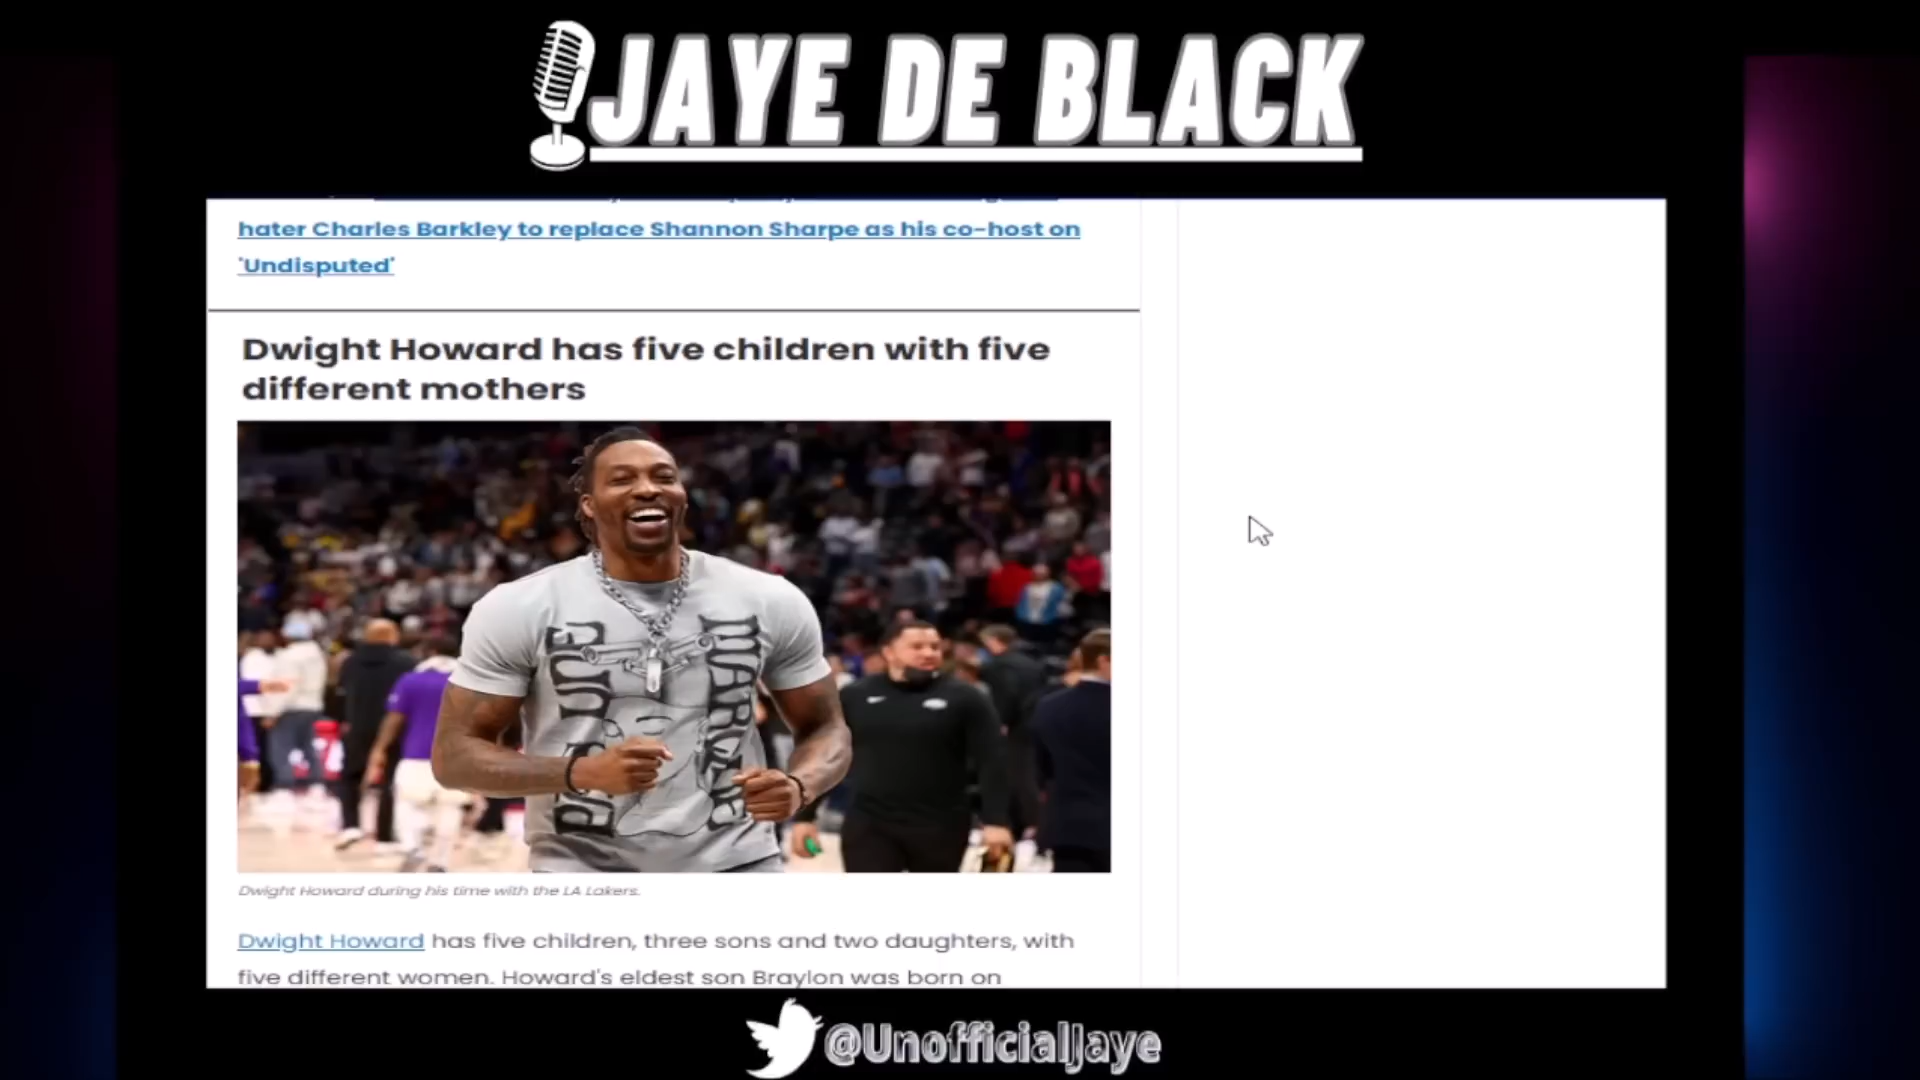 JAYE DE BLACK
hater Charles Barkley to replace Shannon Sharpe as his co-host on
'Undisputed'
Dwight Howard has five children with five
different mothers
Dwight Howard during his time with the LA Lakers.
Dwight Howard has five children, three sons and two daughters, with
five different women. Howard's eldest son Braylon was born on
@UnofficialJaye